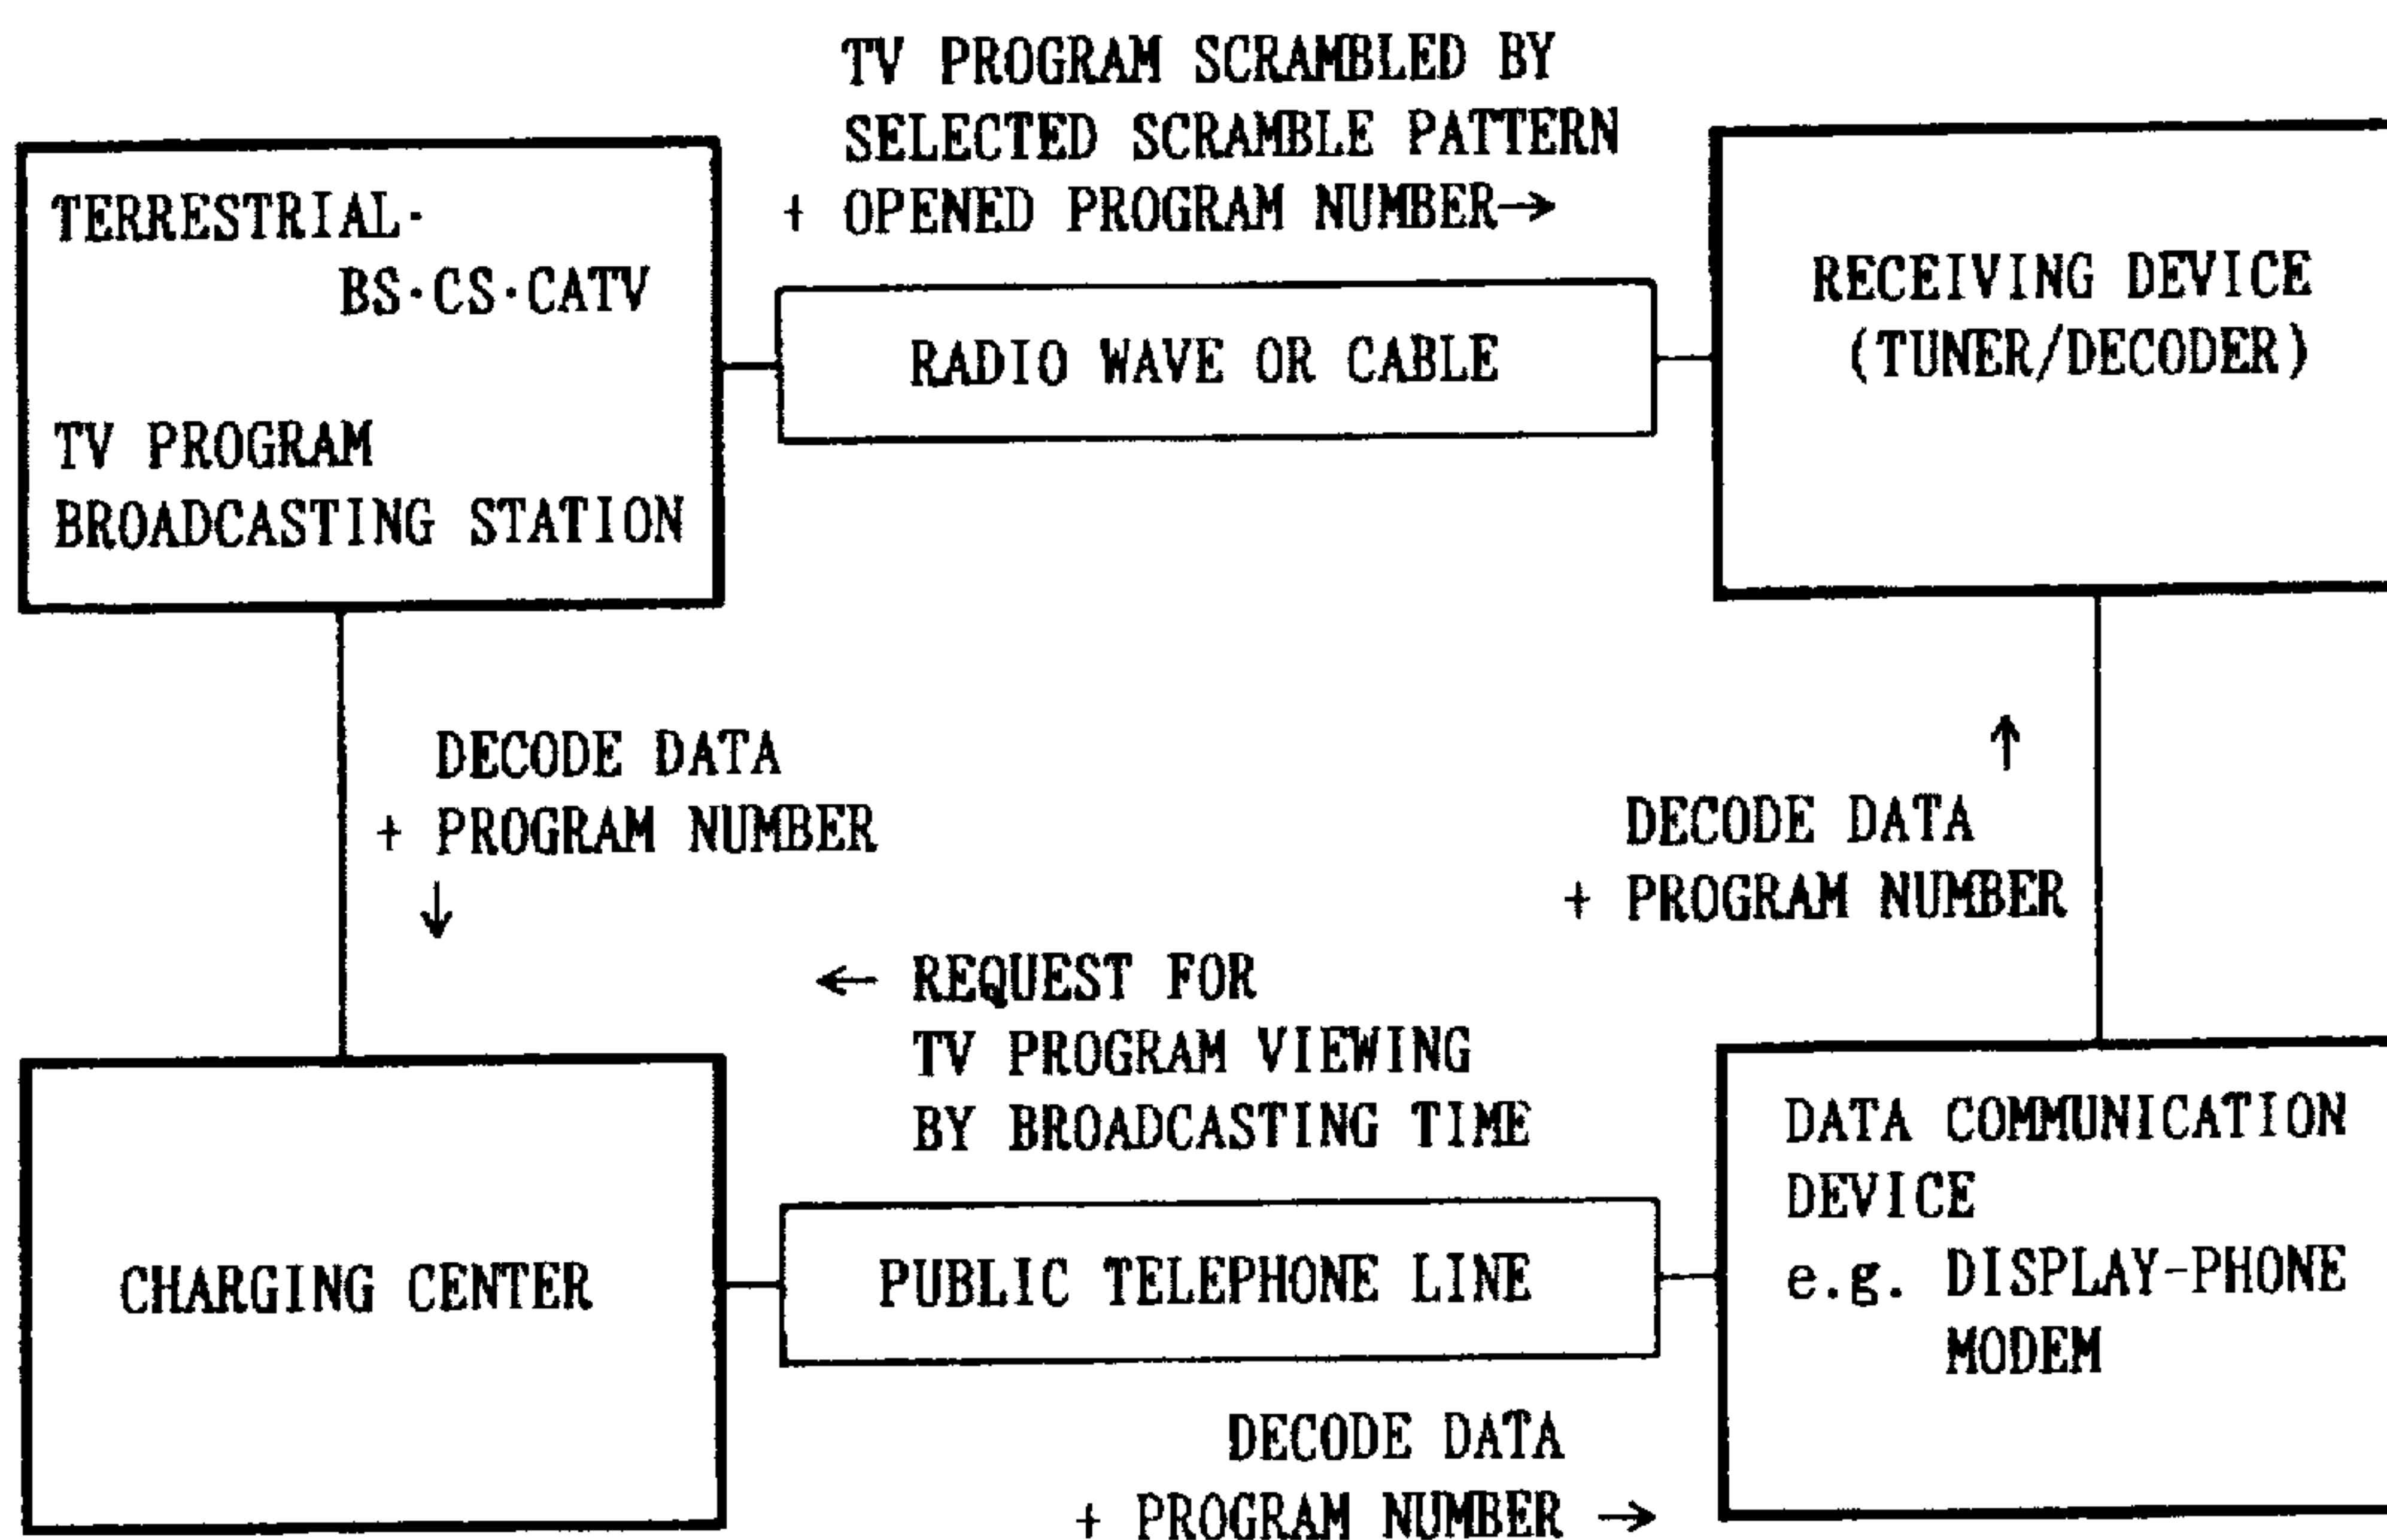 TV PROGRAM SCRAMBLED BY
SELECTED SCRAMBLE PATTERN
+ OPENED PROGRAM NUMBER→
TERRESTRIAL·
BS·CS·CATV
TV PROGRAM
BROADCASTING STATION
RADIO WAVE OR CABLE
RECEIVING DEVICE
(TUNER/DECODER)
DECODE DATA
+ PROGRAM NUMBER
↓
↑
DECODE DATA
+ PROGRAM NUMBER
← REQUEST FOR
TV PROGRAM VIEWING
BY BROADCASTING TIME
CHARGING CENTER
PUBLIC TELEPHONE LINE
DATA COMMUNICATION
DEVICE
e.g. DISPLAY-PHONE
MODEM
DECODE DATA
+ PROGRAM NUMBER →